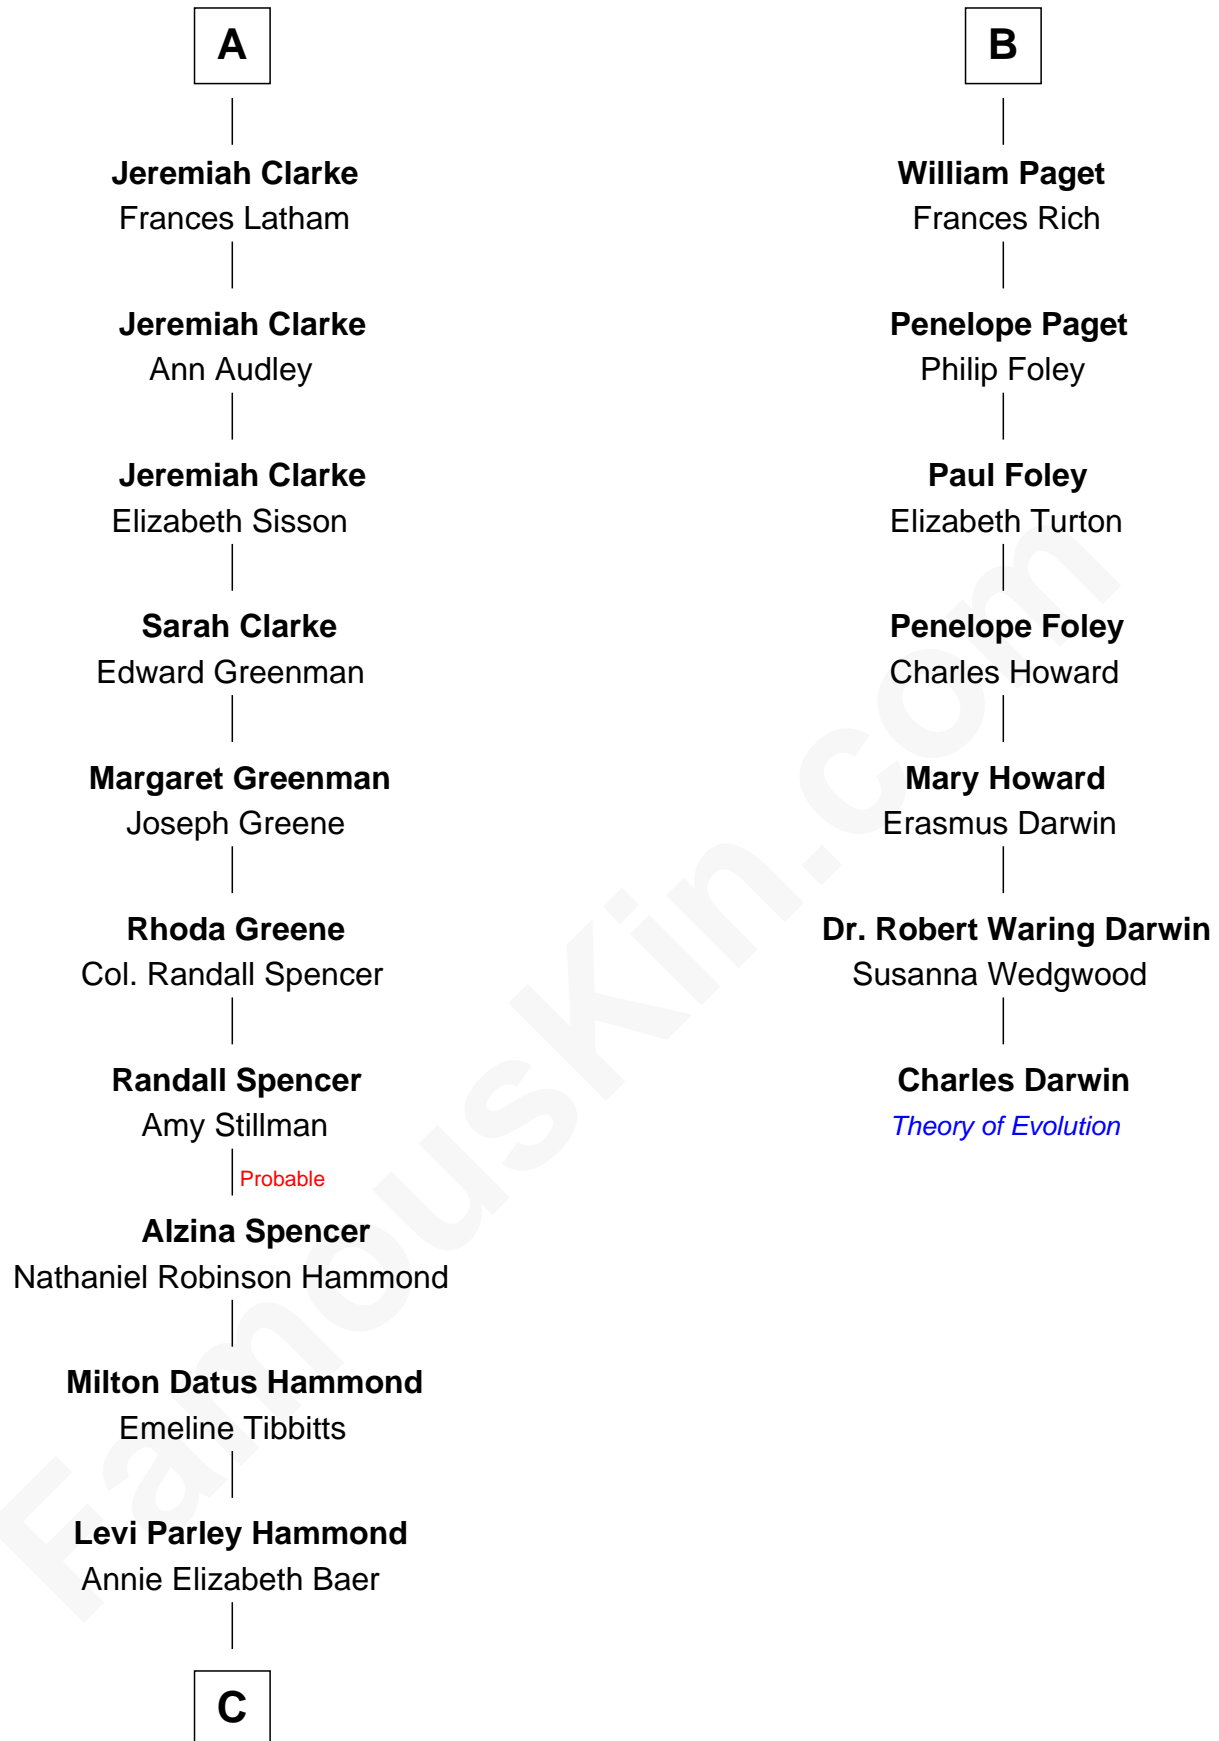 A
Jeremiah Clarke
Frances Latham
Jeremiah Clarke
Ann Audley
Jeremiah Clarke
Elizabeth Sisson
Sarah Clarke
Edward Greenman
Margaret Greenman
Joseph Greene
Rhoda Greene
Col. Randall Spencer
Randall Spencer
Amy Stillman
Probable
Alzina Spencer
Nathaniel Robinson Hammond
Milton Datus Hammond
Emeline Tibbitts
Levi Parley Hammond
Annie Elizabeth Baer
C
B
William Paget
Frances Rich
Penelope Paget
Philip Foley
Paul Foley
Elizabeth Turton
Penelope Foley
Charles Howard
Mary Howard
Erasmus Darwin
Dr. Robert Waring Darwin
Susanna Wedgwood
Charles Darwin
Theory of Evolution
FamousKin.com